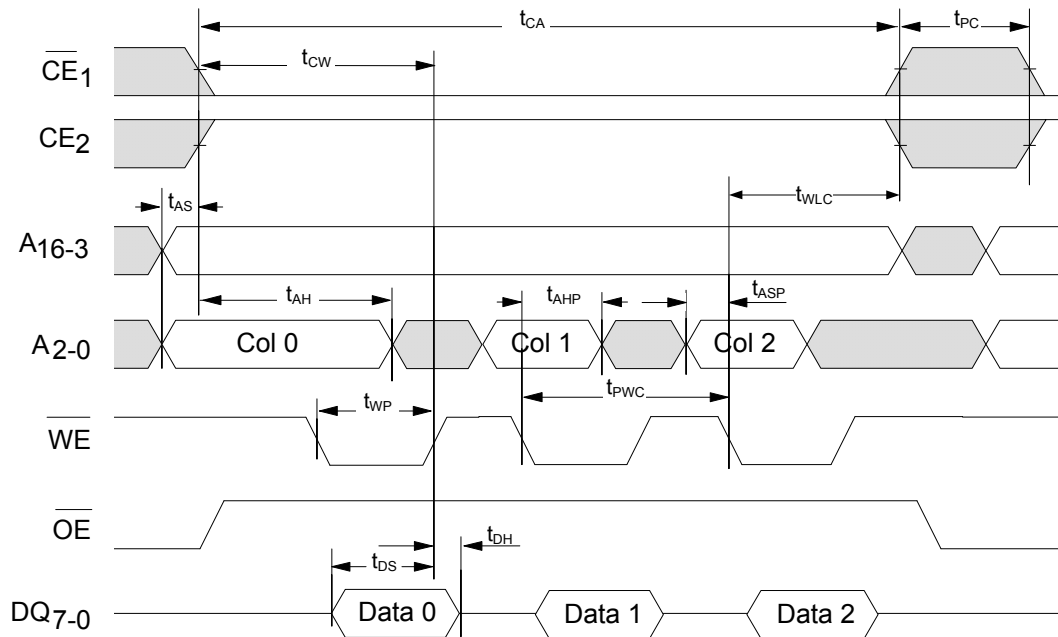 tCA
tPC
tCW
CE1
CE2
tWLC
tAS
A16-3
tAH
tAHP
tASP
A2-0
Col 0
Col 1
Col 2
tWP
tPWC
WE
OE
tDS
tDH
DQ7-0
Data 0
Data 1
Data 2